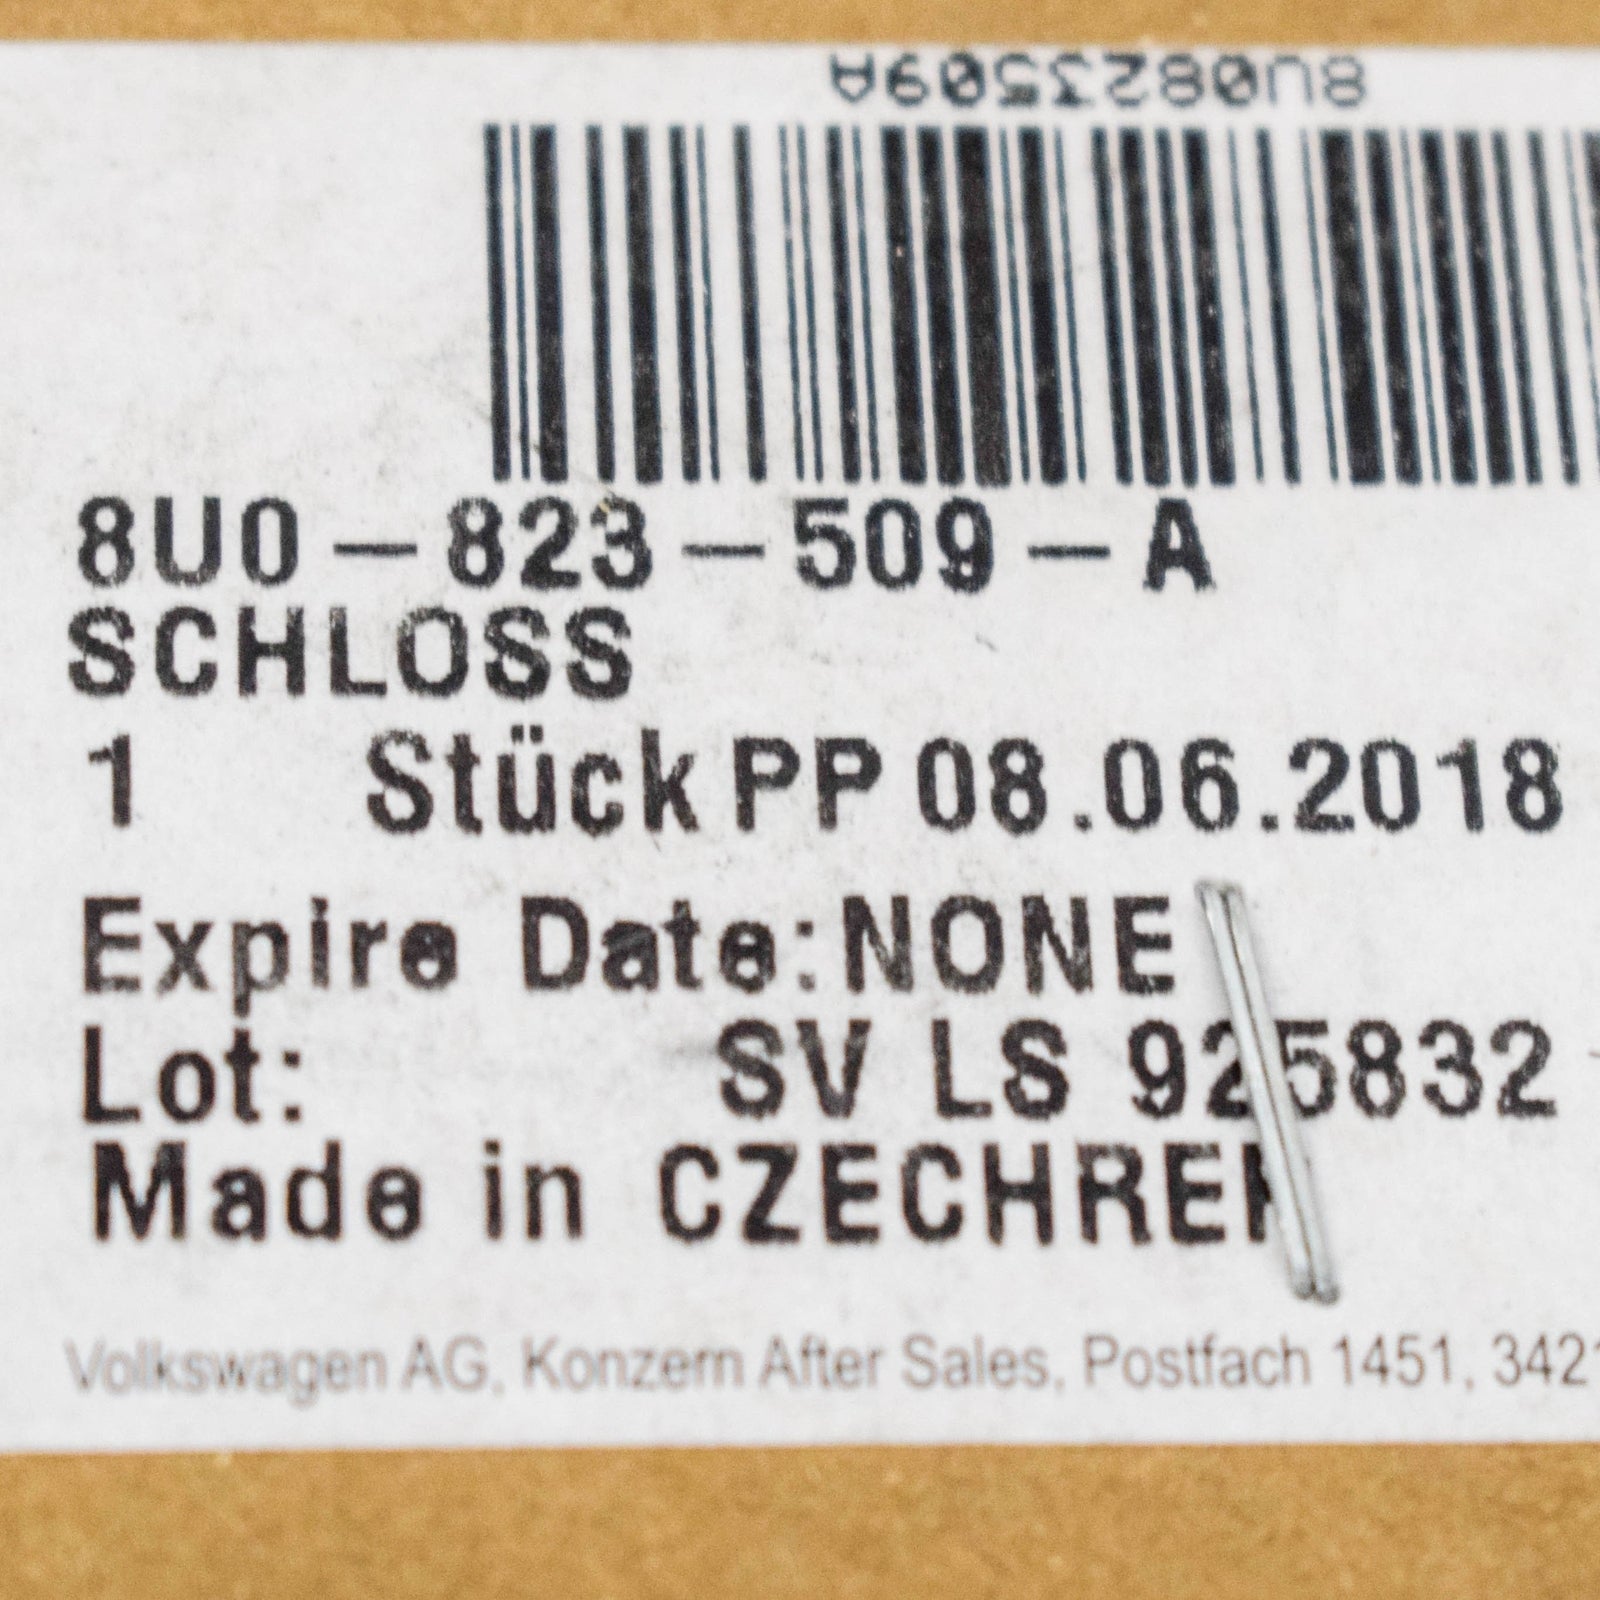 8U0823509A
8U0-823-509-A
SCHLOSS
1 Stück PP 08.06.2018
Expire Date: NONE
Lot: SV LS 925832
Made in CZECHREP
Volkswagen AG, Konzern After Sales, Postfach 1451, 3421